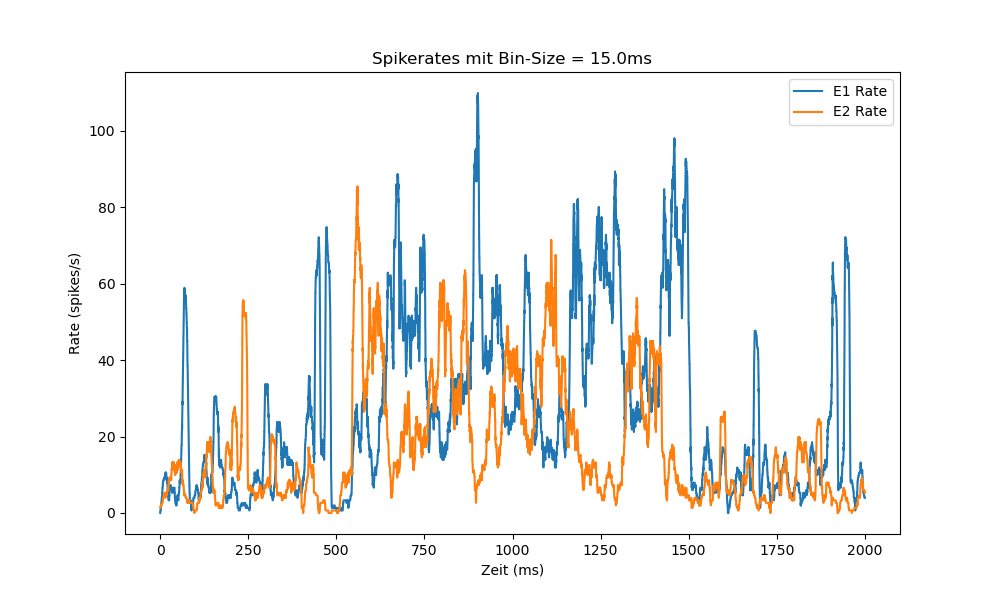 Spikerates mit Bin-Size = 15.0ms
E1 Rate
E2 Rate
100
80
60
40
20
0
Rate (spikes/s)
0 250 500 750 1000 1250 1500 1750 2000
Zeit (ms)